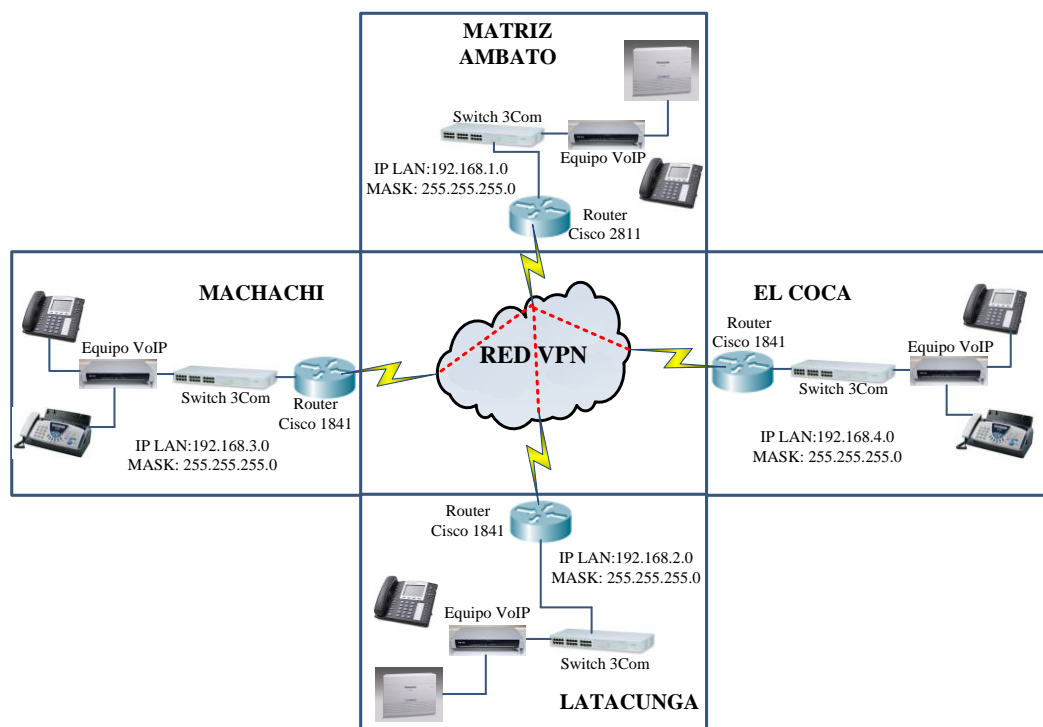 MATRIZ
AMBATO
Switch 3Com
Equipo VoIP
IP LAN:192.168.1.0
MASK: 255.255.255.0
Router
Cisco 2811
MACHACHI
Equipo VoIP
Switch 3Com
Router
Cisco 1841
IP LAN:192.168.3.0
MASK: 255.255.255.0
RED VPN
EL COCA
Router
Cisco 1841
Equipo VoIP
Switch 3Com
IP LAN:192.168.4.0
MASK: 255.255.255.0
Router
Cisco 1841
IP LAN:192.168.2.0
MASK: 255.255.255.0
Equipo VoIP
Switch 3Com
LATACUNGA